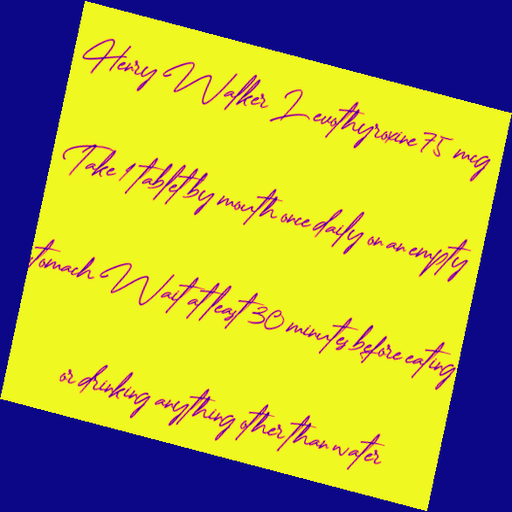 Henry Walker Levothyroxine 75 mcg
Take 1 tablet by mouth once daily on an empty
stomach Wait at least 30 minutes before eating
or drinking anything other than water